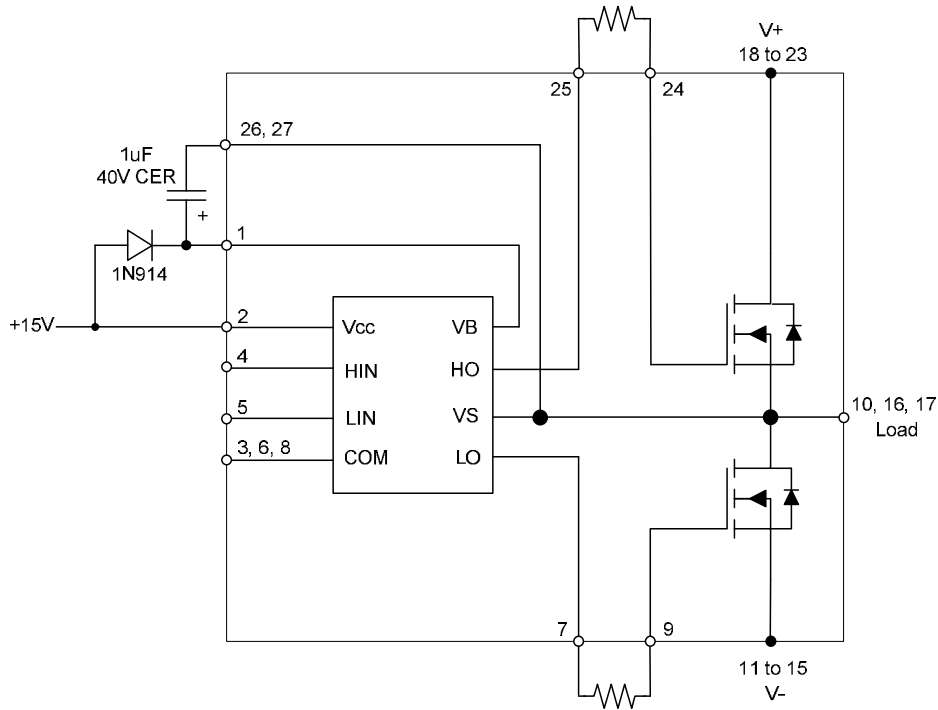 V+
18 to 23
25
24
26, 27
1uF
40V CER
+
1
1N914
+15V
2
Vcc
VB
4
HIN
HO
5
LIN
VS
10, 16, 17
Load
3, 6, 8
COM
LO
7
9
11 to 15
V-